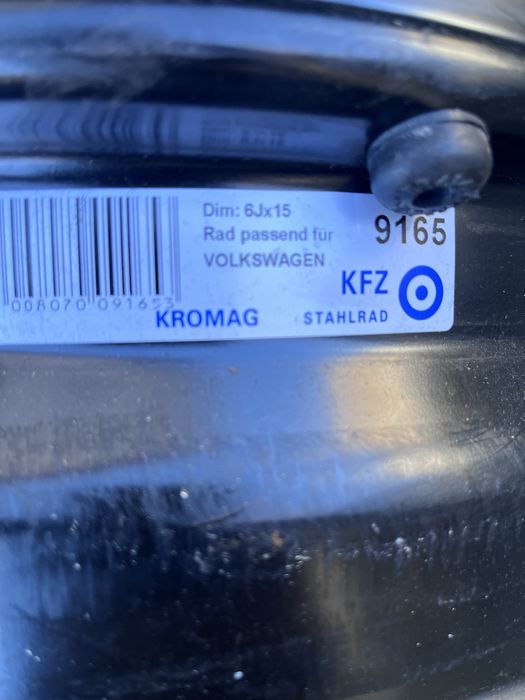 Dim: 6Jx15
Rad passend für
VOLKSWAGEN
9165
KFZ
008070 091653
KROMAG
STAHLRAD